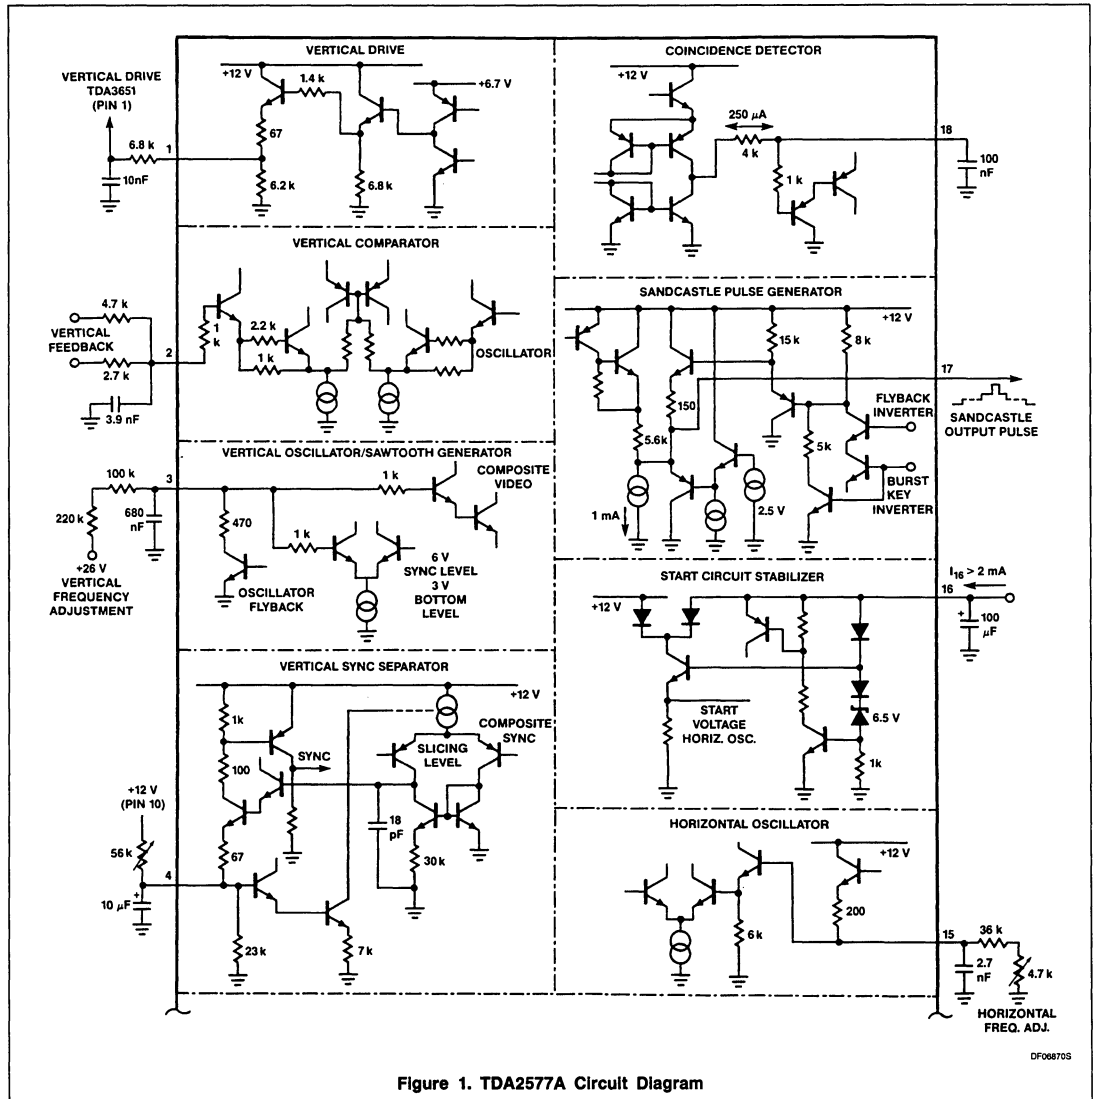 VERTICAL DRIVE
TDA3651
(PIN 1)
6.8 k
1
10nF
VERTICAL DRIVE
+12 V
1.4 k
+6.7 V
67
6.2 k
6.8 k
COINCIDENCE DETECTOR
+12 V
250 μA
4 k
1 k
18
100
nF
VERTICAL COMPARATOR
4.7 k
VERTICAL
FEEDBACK
2.7 k
3.9 nF
2
1
k
2.2 k
1 k
OSCILLATOR
SANDCASTLE PULSE GENERATOR
+12 V
15 k
8 k
17
150
FLYBACK
INVERTER
SANDCASTLE
OUTPUT PULSE
5.6k
5k
BURST
KEY
INVERTER
1 mA
2.5 V
VERTICAL OSCILLATOR/SAWTOOTH GENERATOR
100 k
3
220 k
680
nF
+26 V
VERTICAL
FREQUENCY
ADJUSTMENT
470
1 k
1 k
COMPOSITE
VIDEO
OSCILLATOR
FLYBACK
6 V
SYNC LEVEL
3 V
BOTTOM
LEVEL
START CIRCUIT STABILIZER
+12 V
16
I16 > 2 mA
+
100
μF
START
VOLTAGE
HORIZ. OSC.
6.5 V
1k
VERTICAL SYNC SEPARATOR
+12 V
1k
100
SYNC
SLICING
LEVEL
COMPOSITE
SYNC
+12 V
(PIN 10)
56k
4
+
10 μF
67
18
pF
30 k
23 k
7 k
HORIZONTAL OSCILLATOR
+12 V
200
6 k
15
36 k
2.7
nF
4.7 k
HORIZONTAL
FREQ. ADJ.
DF06870S
Figure 1. TDA2577A Circuit Diagram